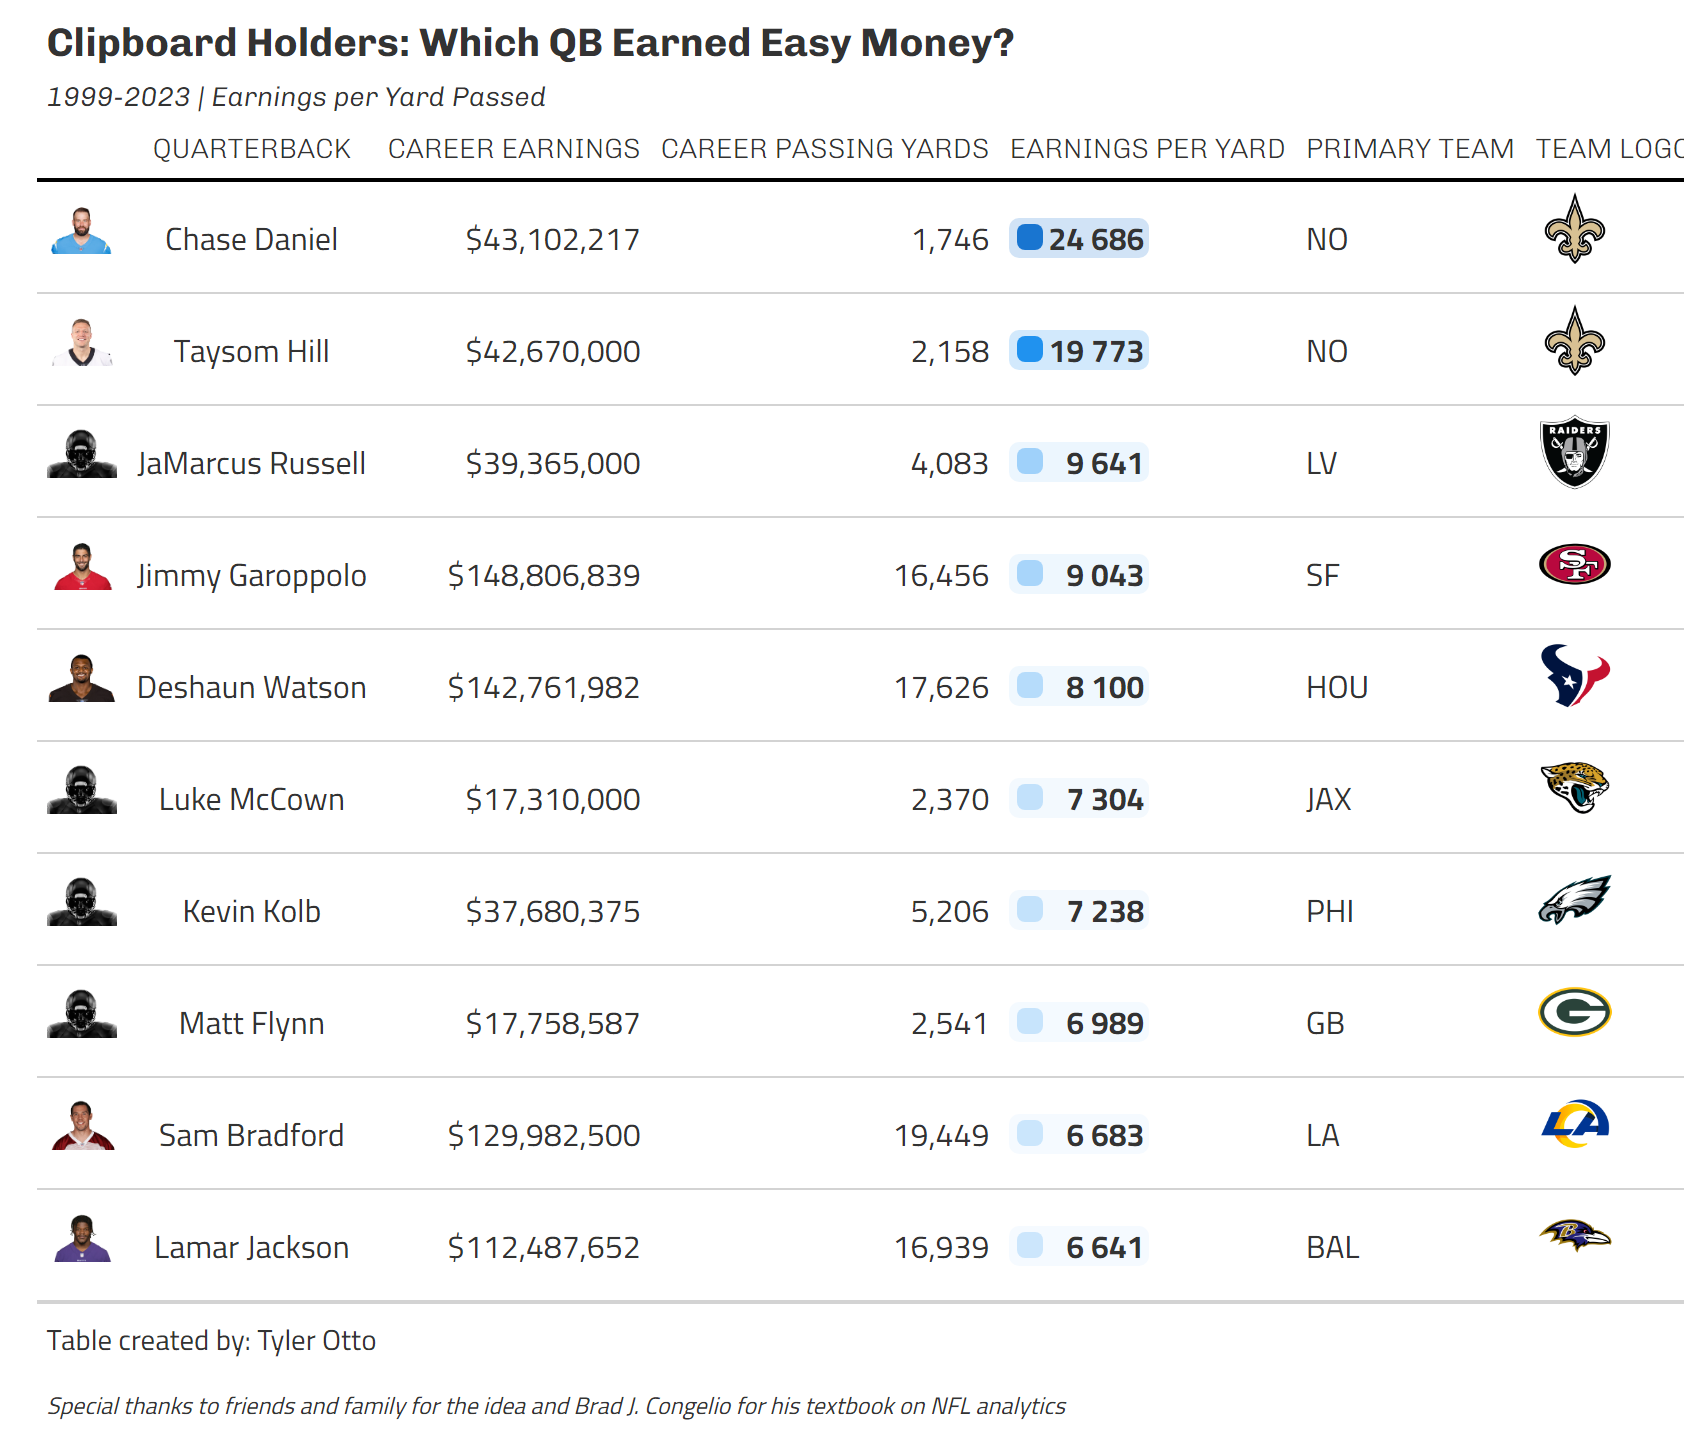 Clipboard Holders: Which QB Earned Easy Money?
1999-2023 | Earnings per Yard Passed
QUARTERBACK CAREER EARNINGS CAREER PASSING YARDS EARNINGS PER YARD PRIMARY TEAM TEAM LOGO
Chase Daniel $43,102,217 1,746 24 686 NO
Taysom Hill $42,670,000 2,158 19 773 NO
RAIDERS
JaMarcus Russell $39,365,000 4,083 9 641 LV
Jimmy Garoppolo $148,806,839 16,456 9 043 SF SF
Deshaun Watson $142,761,982 17,626 8 100 HOU
Luke McCown $17,310,000 2,370 7 304 JAX
Kevin Kolb $37,680,375 5,206 7 238 PHI
Matt Flynn $17,758,587 2,541 6 989 GB G
Sam Bradford $129,982,500 19,449 6 683 LA LA
Lamar Jackson $112,487,652 16,939 6 641 BAL B
Table created by: Tyler Otto
Special thanks to friends and family for the idea and Brad J. Congelio for his textbook on NFL analytics